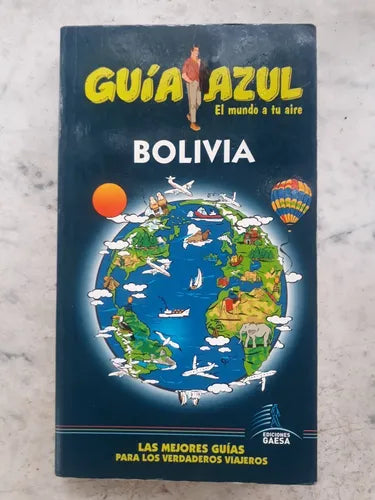 GUÍA AZUL
El mundo a tu aire
BOLIVIA
EDICIONES
GAESA
LAS MEJORES GUÍAS
PARA LOS VERDADEROS VIAJEROS